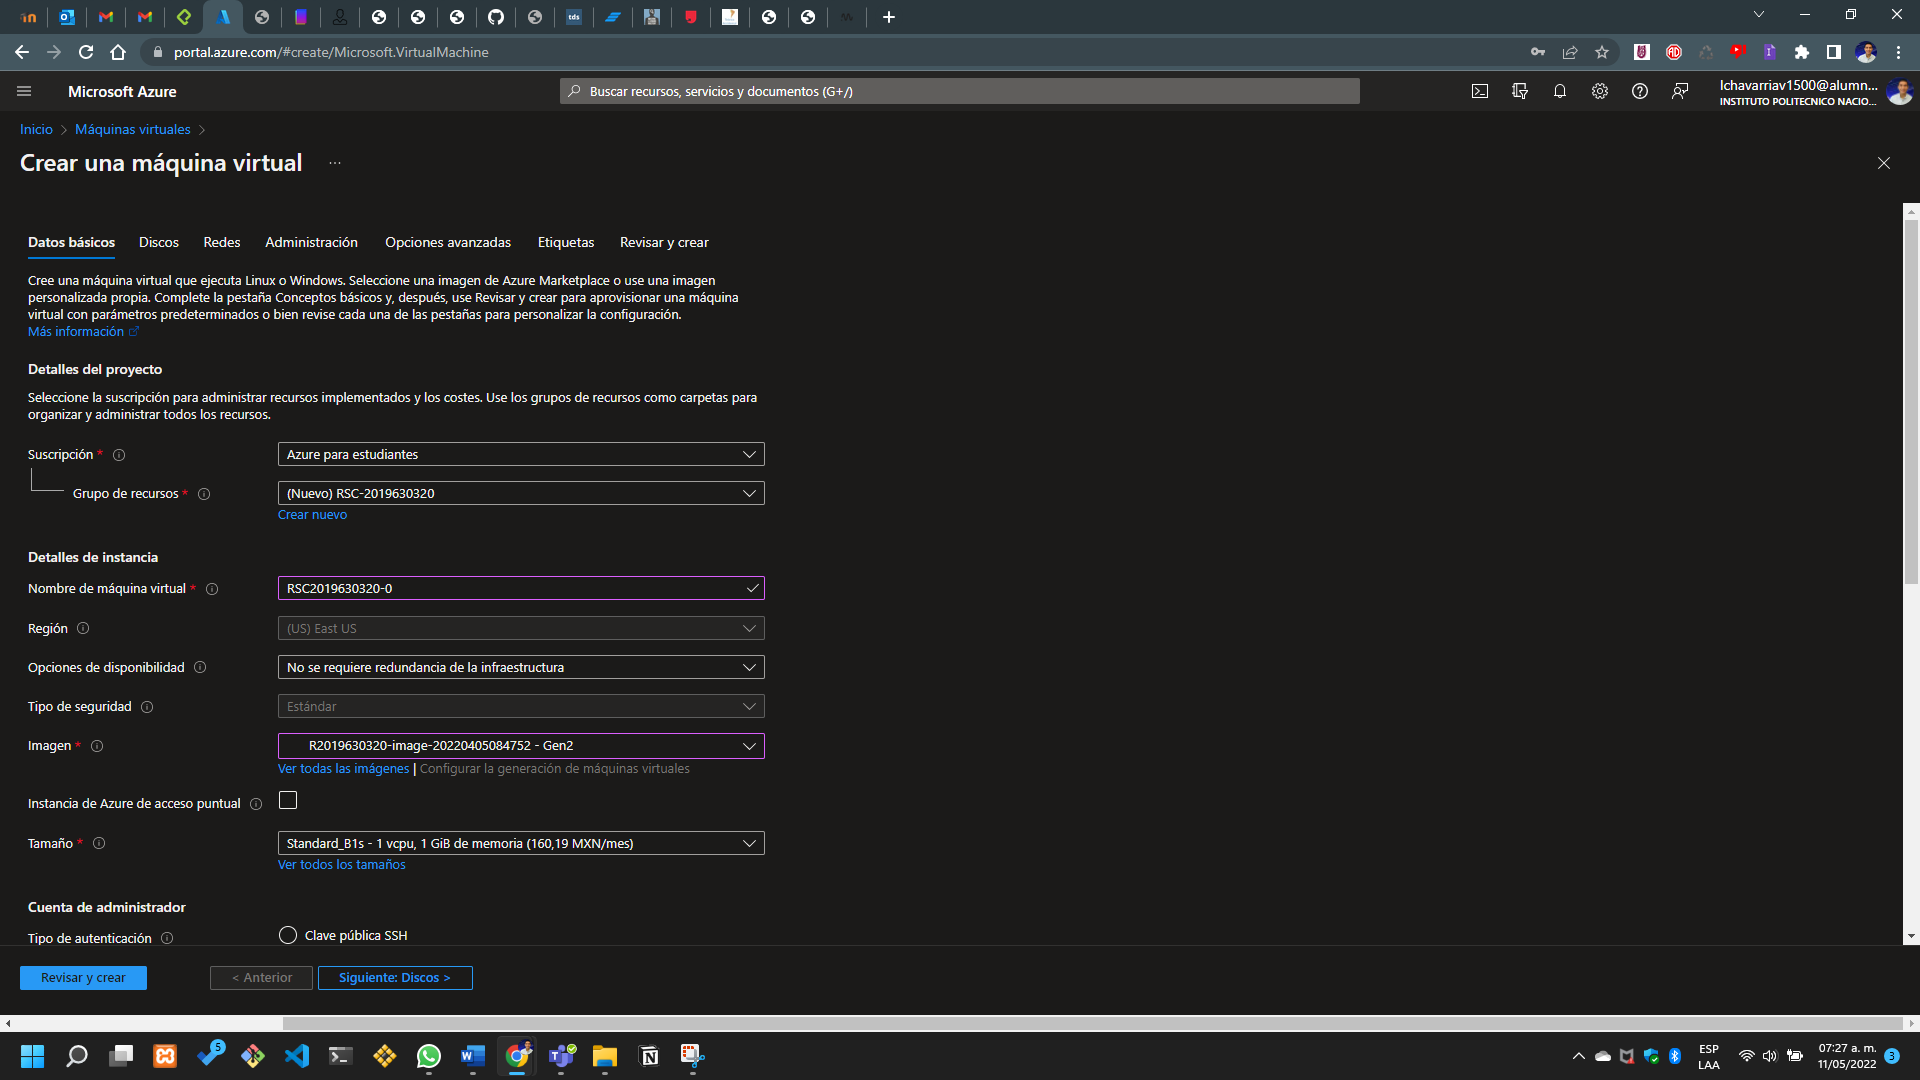 portal.azure.com/#create/Microsoft.VirtualMachine
Microsoft Azure
Buscar recursos, servicios y documentos (G+/)
lchavarriav1500@alumn...
INSTITUTO POLITECNICO NACIO...
Inicio > Máquinas virtuales >
Crear una máquina virtual ...
Datos básicos Discos Redes Administración Opciones avanzadas Etiquetas Revisar y crear
Cree una máquina virtual que ejecuta Linux o Windows. Seleccione una imagen de Azure Marketplace o use una imagen
personalizada propia. Complete la pestaña Conceptos básicos y, después, use Revisar y crear para aprovisionar una máquina
virtual con parámetros predeterminados o bien revise cada una de las pestañas para personalizar la configuración.
Más información
Detalles del proyecto
Seleccione la suscripción para administrar recursos implementados y los costes. Use los grupos de recursos como carpetas para
organizar y administrar todos los recursos.
Suscripción * Azure para estudiantes
Grupo de recursos * (Nuevo) RSC-2019630320
Crear nuevo
Detalles de instancia
Nombre de máquina virtual * RSC2019630320-0
Región (US) East US
Opciones de disponibilidad No se requiere redundancia de la infraestructura
Tipo de seguridad Estándar
Imagen * R2019630320-image-20220405084752 - Gen2
Ver todas las imágenes | Configurar la generación de máquinas virtuales
Instancia de Azure de acceso puntual
Tamaño * Standard_B1s - 1 vcpu, 1 GiB de memoria (160,19 MXN/mes)
Ver todos los tamaños
Cuenta de administrador
Tipo de autenticación Clave pública SSH
Revisar y crear < Anterior Siguiente: Discos >
5
ESP
LAA
07:27 a. m.
11/05/2022
3